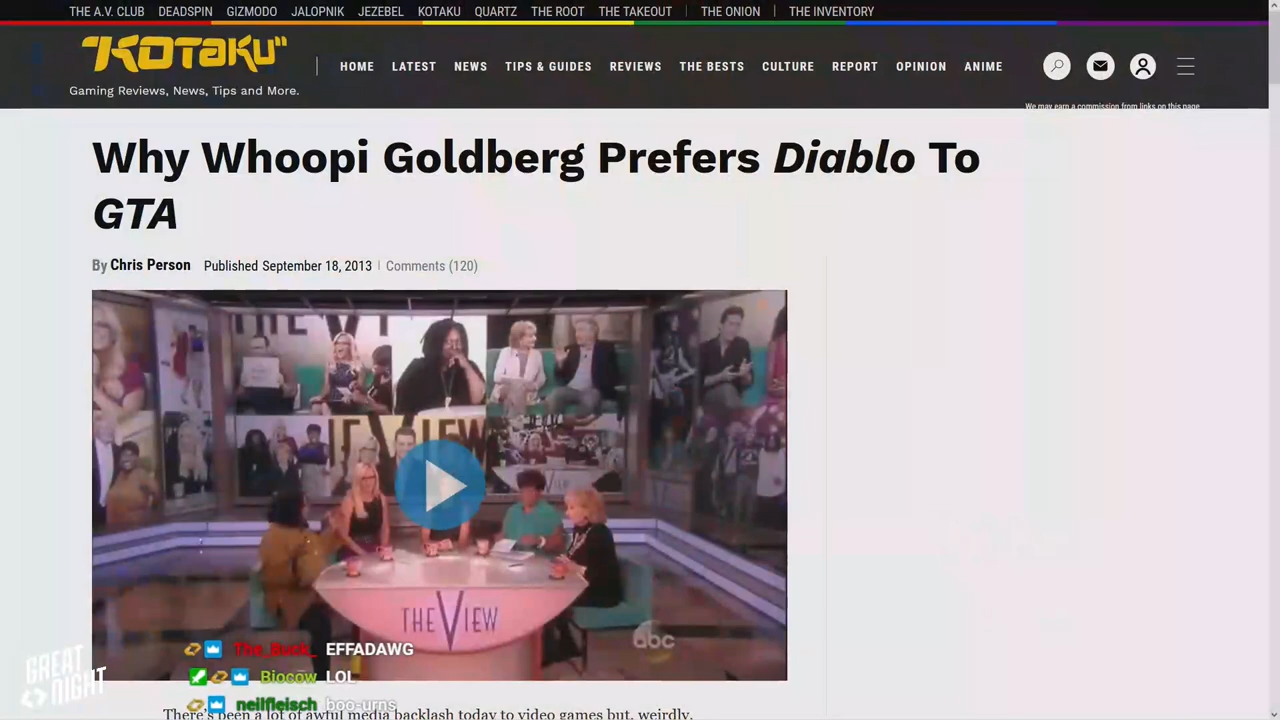 THE A.V. CLUB DEADSPIN GIZMODO JALOPNIK JEZEBEL KOTAKU QUARTZ THE ROOT THE TAKEOUT | THE ONION | THE INVENTORY
"KOTAKU"
HOME LATEST NEWS TIPS & GUIDES REVIEWS THE BESTS CULTURE REPORT OPINION ANIME
Gaming Reviews, News, Tips and More.
We may earn a commission from links on this page
Why Whoopi Goldberg Prefers Diablo To
GTA
By Chris Person Published September 18, 2013 | Comments (120)
THE VIEW
abc
The_Buck_ EFFADAWG
Biocow LOL
neilfleisch boo-urns
GREAT
NIGHT
There's been a lot of awful media backlash today to video games but, weirdly,